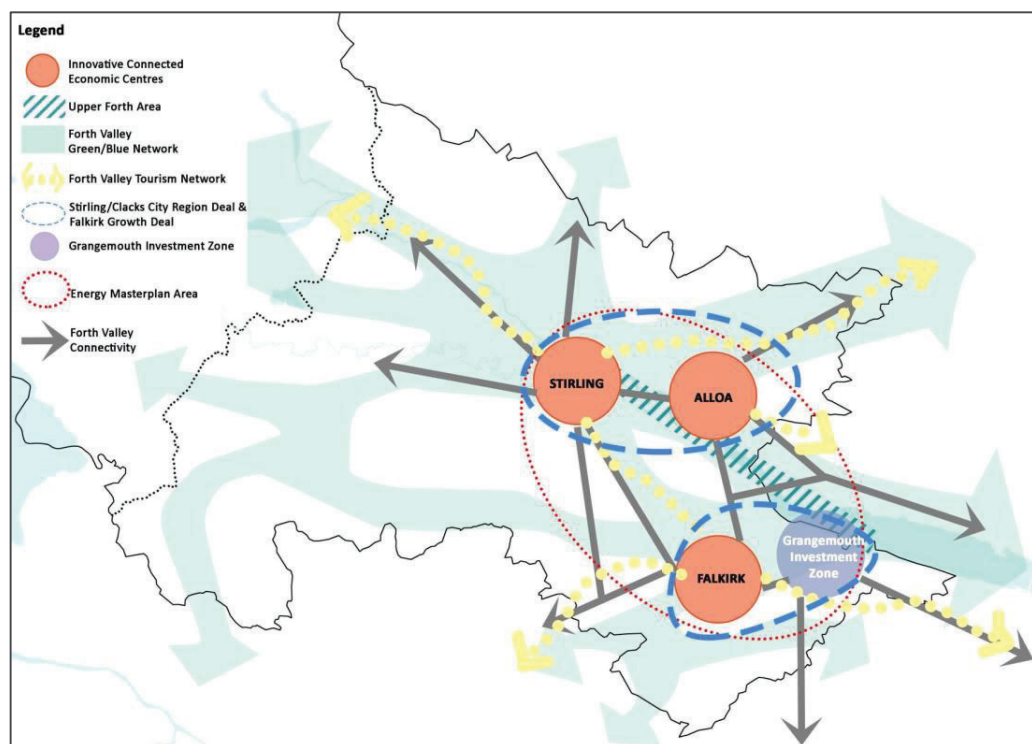 Legend
Innovative Connected
Economic Centres
Upper Forth Area
Forth Valley
Green/Blue Network
Forth Valley Tourism Network
Stirling/Clacks City Region Deal &
Falkirk Growth Deal
Grangemouth Investment Zone
Energy Masterplan Area
Forth Valley
Connectivity
STIRLING
ALLOA
Grangemouth
Investment
Zone
FALKIRK